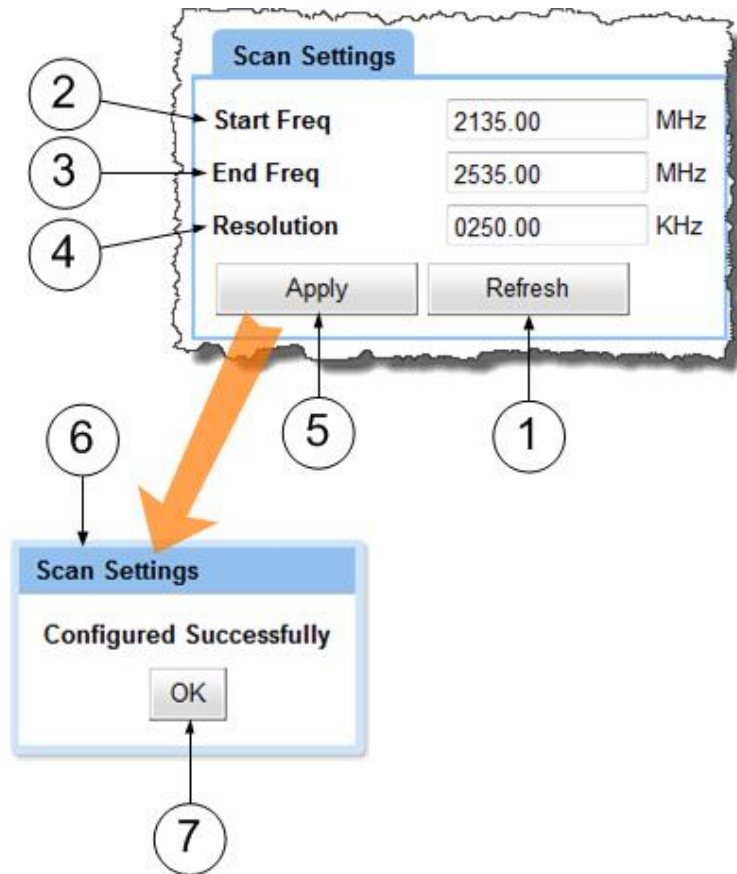 Scan Settings
2
Start Freq 2135.00 MHz
3
End Freq 2535.00 MHz
4
Resolution 0250.00 KHz
Apply Refresh
5 1
6
Scan Settings
Configured Successfully
OK
7